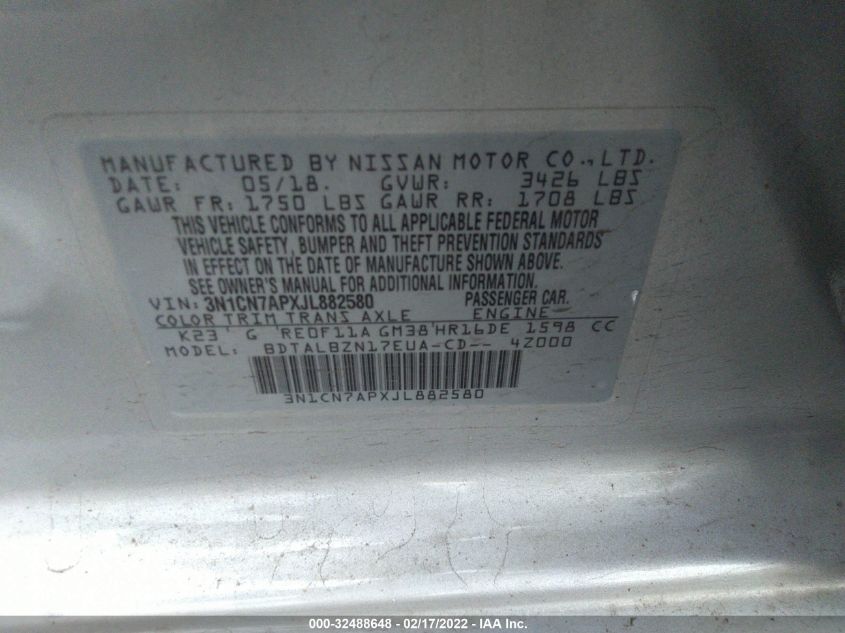 MANUFACTURED BY NISSAN MOTOR CO., LTD.
DATE: 05/18. GVWR: 3426 LBS
GAWR FR: 1750 LBS GAWR RR: 1708 LBS
THIS VEHICLE CONFORMS TO ALL APPLICABLE FEDERAL MOTOR
VEHICLE SAFETY, BUMPER AND THEFT PREVENTION STANDARDS
IN EFFECT ON THE DATE OF MANUFACTURE SHOWN ABOVE.
SEE OWNER'S MANUAL FOR ADDITIONAL INFORMATION.
VIN: 3N1CN7APXJL882580 PASSENGER CAR.
COLOR TRIM TRANS AXLE ENGINE
K23 G RE0F11A GM38 HR16DE 1598 CC
MODEL: BDTALBZN17EUA-CD-- 4Z000
3N1CN7APXJL882580
000-32488648 - 02/17/2022 - IAA Inc.